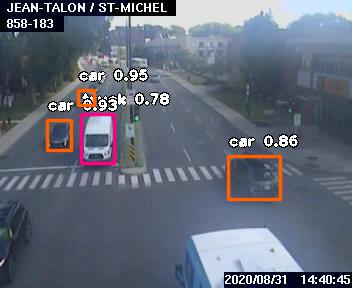 JEAN-TALON / ST-MICHEL
858-183
car 0.95
car 0.93
0.78
car 0.86
2020/08/31 14:40:45